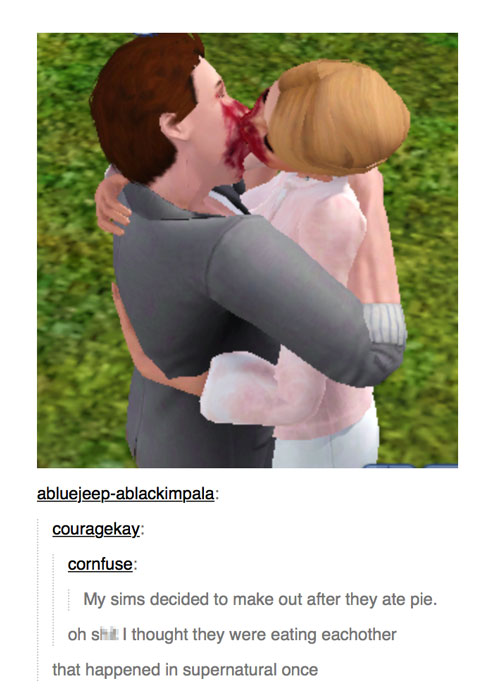 abluejeep-ablackimpala:
couragekay:
cornfuse:
My sims decided to make out after they ate pie.
oh I thought they were eating eachother
that happened in supernatural once